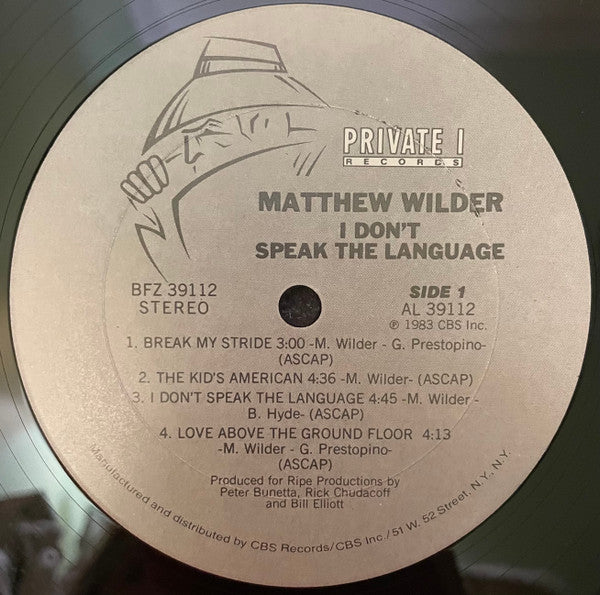 PRIVATE I
RECORDS
MATTHEW WILDER
I DON'T
SPEAK THE LANGUAGE
BFZ 39112
STEREO
SIDE 1
AL 39112
℗ 1983 CBS Inc.
1. BREAK MY STRIDE 3:00 -M. Wilder - G. Prestopino-
(ASCAP)
2. THE KID'S AMERICAN 4:36 -M. Wilder- (ASCAP)
3. I DON'T SPEAK THE LANGUAGE 4:45 -M. Wilder -
B. Hyde- (ASCAP)
4. LOVE ABOVE THE GROUND FLOOR 4:13
-M. Wilder - G. Prestopino-
(ASCAP)
Produced for Ripe Productions by
Peter Bunetta, Rick Chudacoff
and Bill Elliott
Manufactured and distributed by CBS Records/CBS Inc./51 W. 52 Street, N.Y., N.Y.